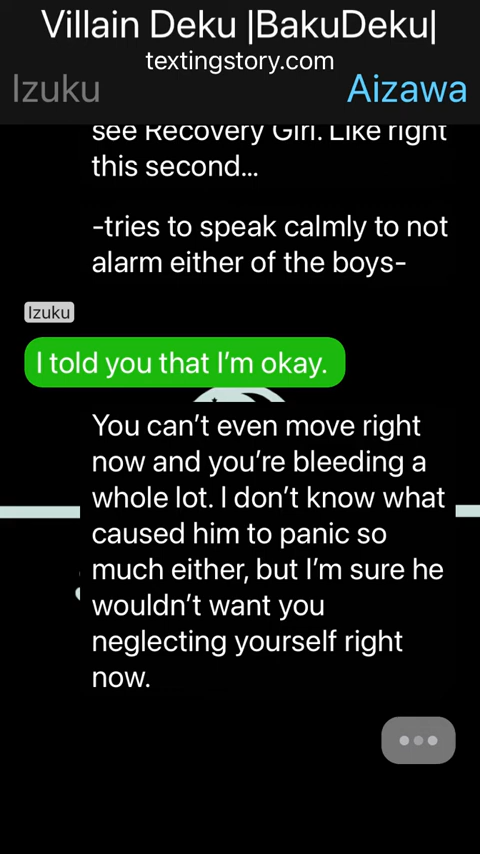 Villain Deku |BakuDeku|
textingstory.com
Izuku Aizawa
see Recovery Girl. Like right
this second...
-tries to speak calmly to not
alarm either of the boys-
Izuku
I told you that I’m okay.
You can’t even move right
now and you’re bleeding a
whole lot. I don’t know what
caused him to panic so
much either, but I’m sure he
wouldn’t want you
neglecting yourself right
now.